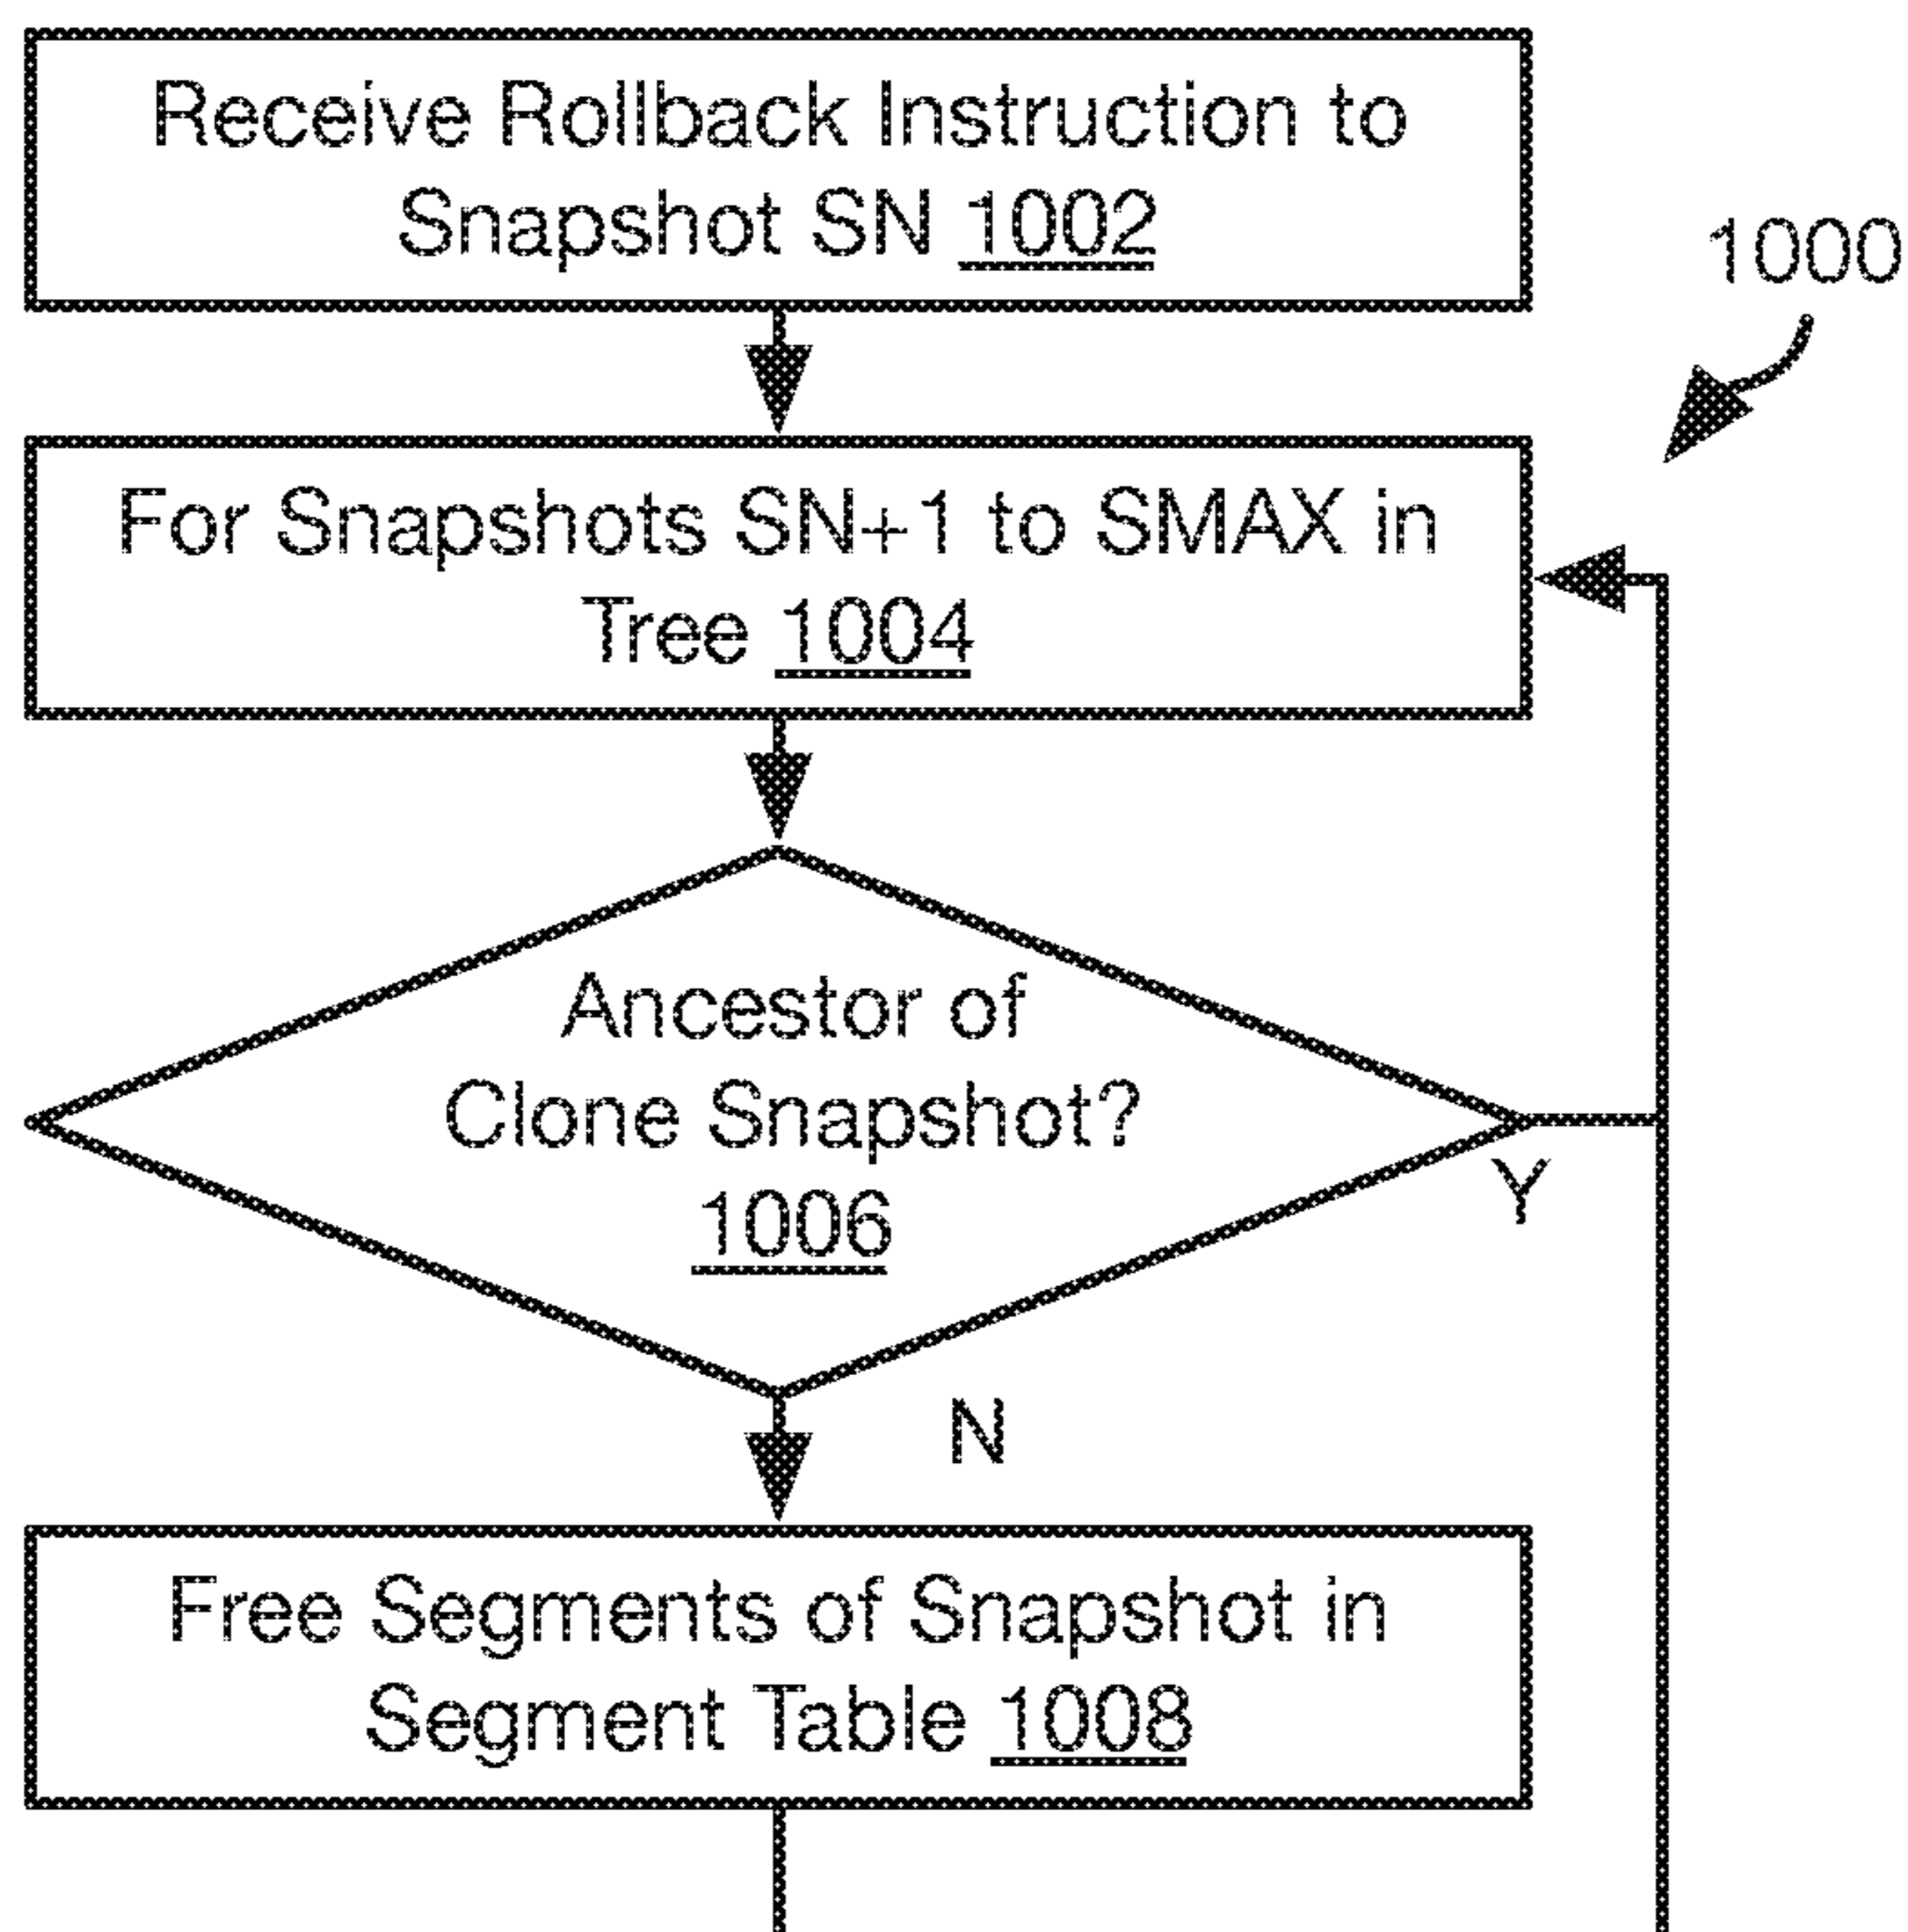 Receive Rollback Instruction to
Snapshot SN 1002
1000
For Snapshots SN+1 to SMAX in
Tree 1004
Ancestor of
Clone Snapshot?
1006
Y
N
Free Segments of Snapshot in
Segment Table 1008